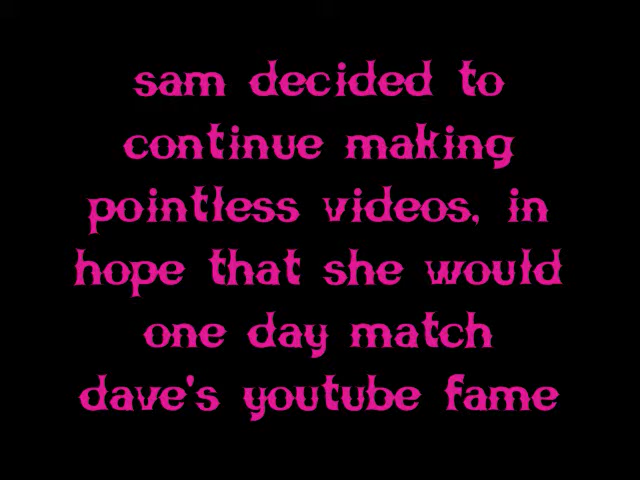 sam decided to
continue making
pointless videos, in
hope that she would
one day match
dave's youtube fame